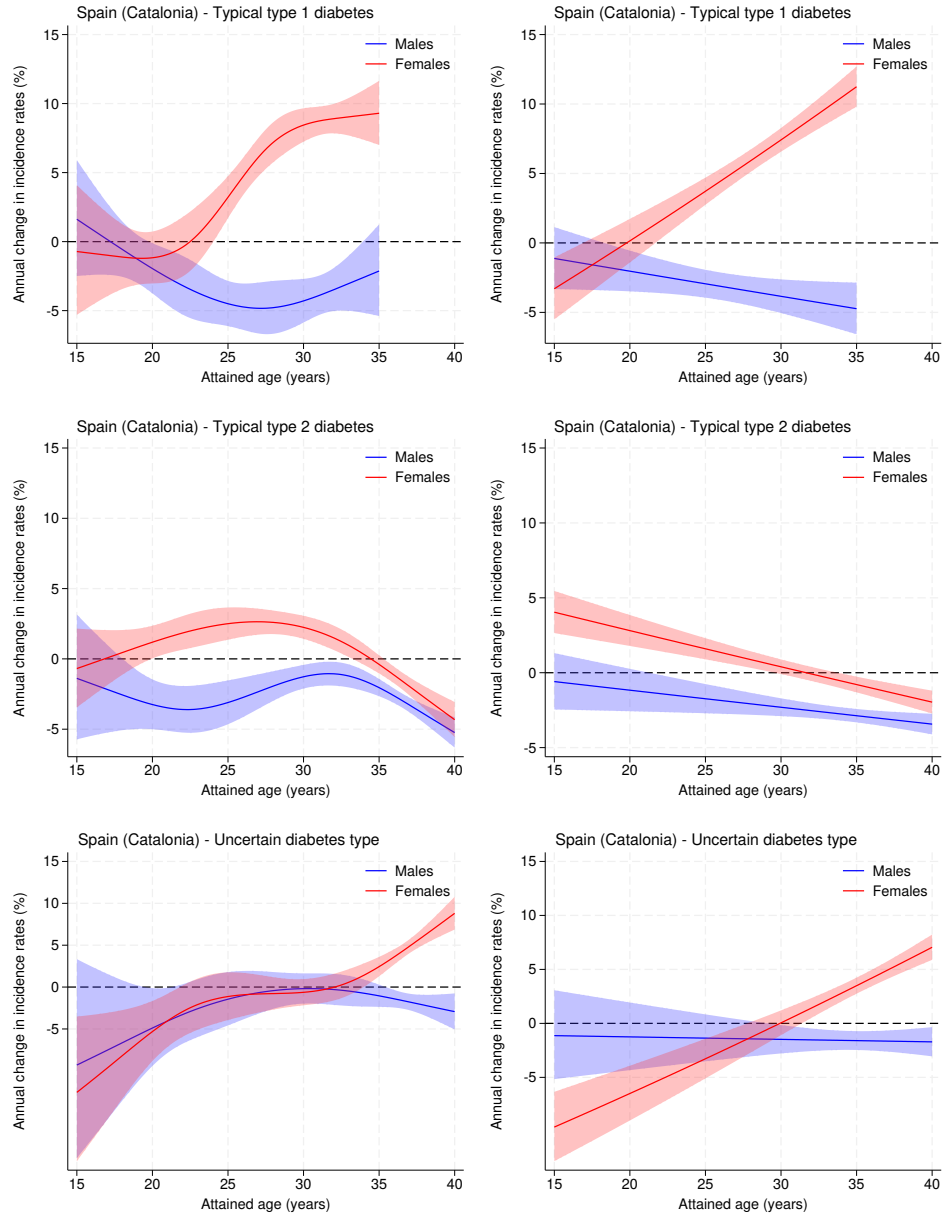 Spain (Catalonia) - Typical type 1 diabetes
Males
Females
Annual change in incidence rates (%)
15
10
5
0
-5
15 20 25 30 35 40
Attained age (years)
Spain (Catalonia) - Typical type 1 diabetes
Males
Females
Annual change in incidence rates (%)
15
10
5
0
-5
15 20 25 30 35 40
Attained age (years)
Spain (Catalonia) - Typical type 2 diabetes
Males
Females
Annual change in incidence rates (%)
15
10
5
0
-5
15 20 25 30 35 40
Attained age (years)
Spain (Catalonia) - Typical type 2 diabetes
Males
Females
Annual change in incidence rates (%)
15
10
5
0
-5
15 20 25 30 35 40
Attained age (years)
Spain (Catalonia) - Uncertain diabetes type
Males
Females
Annual change in incidence rates (%)
15
10
5
0
-5
15 20 25 30 35 40
Attained age (years)
Spain (Catalonia) - Uncertain diabetes type
Males
Females
Annual change in incidence rates (%)
15
10
5
0
-5
15 20 25 30 35 40
Attained age (years)